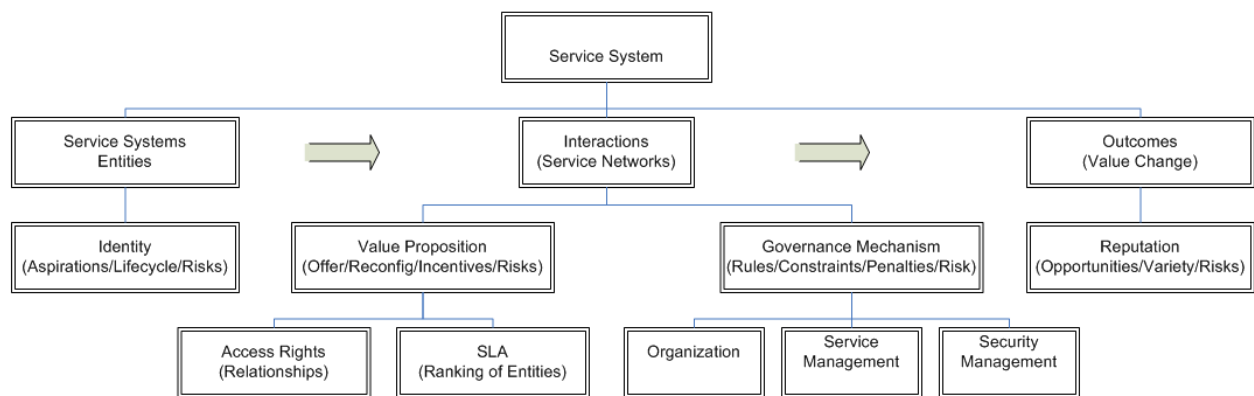 Service System
Service Systems
Entities
Interactions
(Service Networks)
Outcomes
(Value Change)
Identity
(Aspirations/Lifecycle/Risks)
Value Proposition
(Offer/Reconfig/Incentives/Risks)
Governance Mechanism
(Rules/Constraints/Penalties/Risk)
Reputation
(Opportunities/Variety/Risks)
Access Rights
(Relationships)
SLA
(Ranking of Entities)
Organization
Service
Management
Security
Management